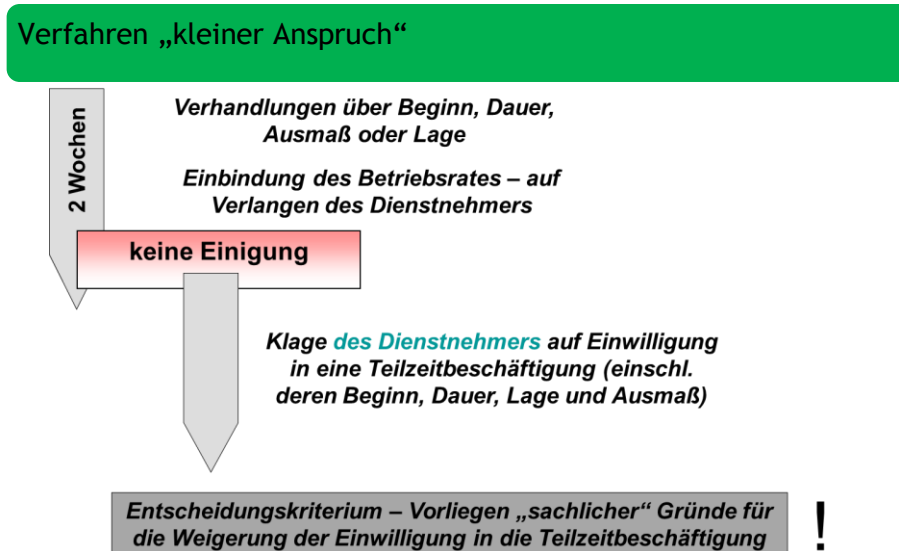 Verfahren „kleiner Anspruch“
2 Wochen
Verhandlungen über Beginn, Dauer,
Ausmaß oder Lage
Einbindung des Betriebsrates – auf
Verlangen des Dienstnehmers
keine Einigung
Klage des Dienstnehmers auf Einwilligung
in eine Teilzeitbeschäftigung (einschl.
deren Beginn, Dauer, Lage und Ausmaß)
Entscheidungskriterium – Vorliegen „sachlicher“ Gründe für
die Weigerung der Einwilligung in die Teilzeitbeschäftigung
!